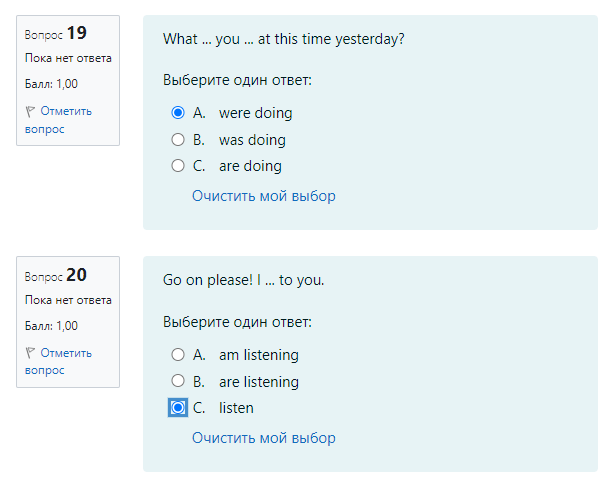 Вопрос 19
Пока нет ответа
Балл: 1,00
Отметить
вопрос
What ... you ... at this time yesterday?
Выберите один ответ:
A. were doing
B. was doing
C. are doing
Очистить мой выбор
Вопрос 20
Пока нет ответа
Балл: 1,00
Отметить
вопрос
Go on please! I ... to you.
Выберите один ответ:
A. am listening
B. are listening
C. listen
Очистить мой выбор